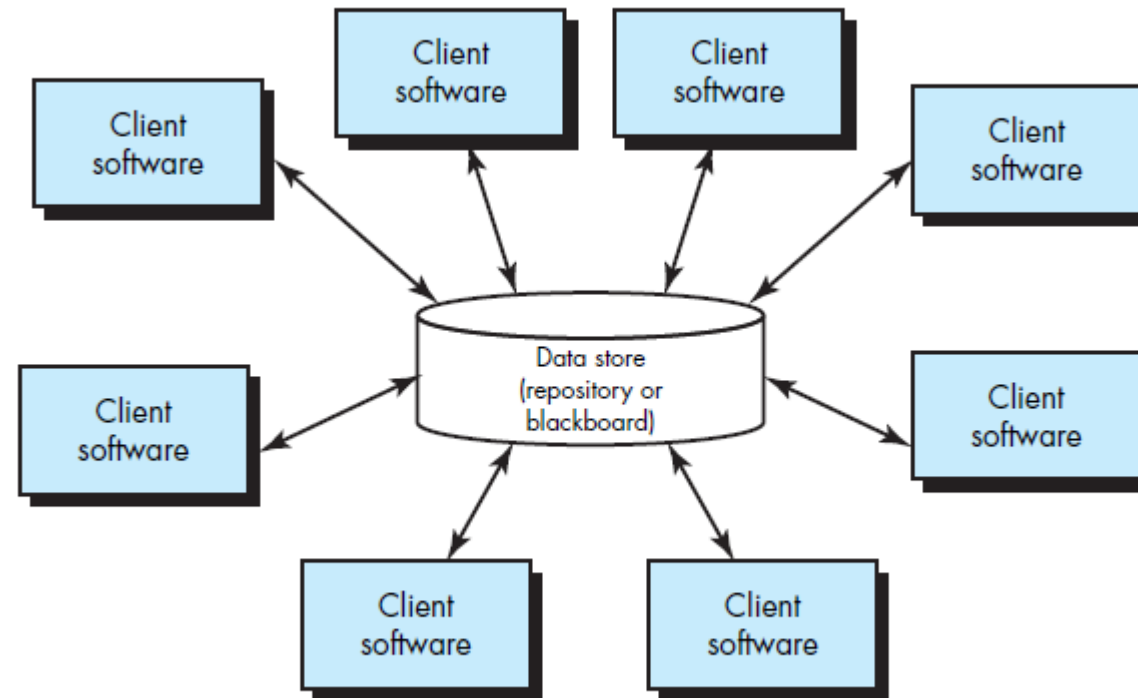 Client
software
Client
software
Client
software
Client
software
Data store
(repository or
blackboard)
Client
software
Client
software
Client
software
Client
software